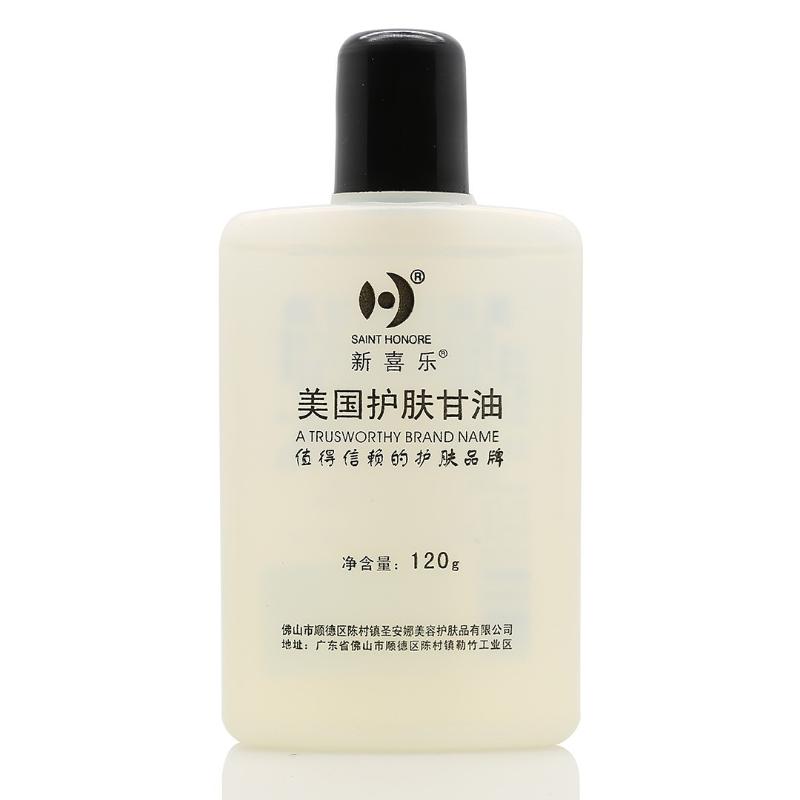 ®
SAINT HONORE
新喜乐®
美国护肤甘油
A TRUSWORTHY BRAND NAME
值得信赖的护肤品牌
净含量：120g
佛山市顺德区陈村镇圣安娜美容护肤品有限公司
地址：广东省佛山市顺德区陈村镇勒竹工业区